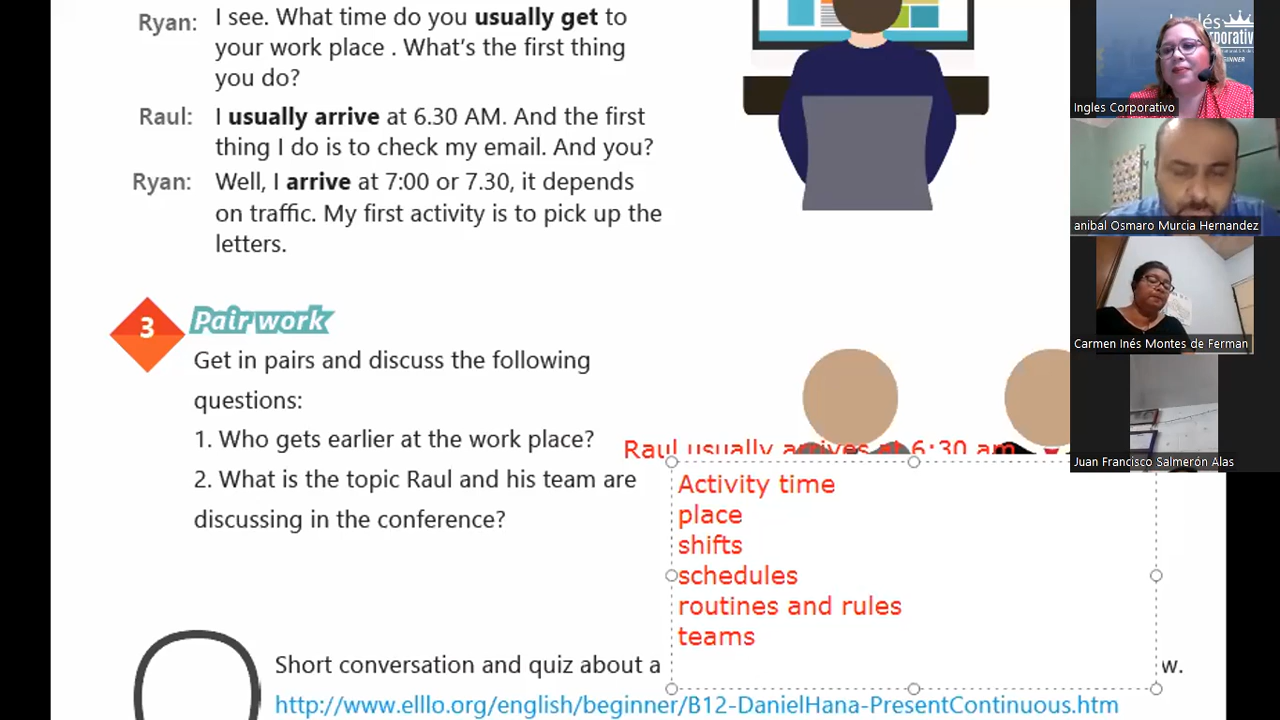 Ryan: I see. What time do you usually get to
your work place . What's the first thing
you do?
Raul: I usually arrive at 6.30 AM. And the first
thing I do is to check my email. And you?
Ryan: Well, I arrive at 7:00 or 7.30, it depends
on traffic. My first activity is to pick up the
letters.
3 Pair work
Get in pairs and discuss the following
questions:
1. Who gets earlier at the work place?
Raul usually arrives at 6:30 am
2. What is the topic Raul and his team are
discussing in the conference?
Activity time
place
shifts
schedules
routines and rules
teams
Short conversation and quiz about a
w.
http://www.elllo.org/english/beginner/B12-DanielHana-PresentContinuous.htm
Ingles Corporativo
anibal Osmaro Murcia Hernandez
Carmen Inés Montes de Ferman
Juan Francisco Salmerón Alas